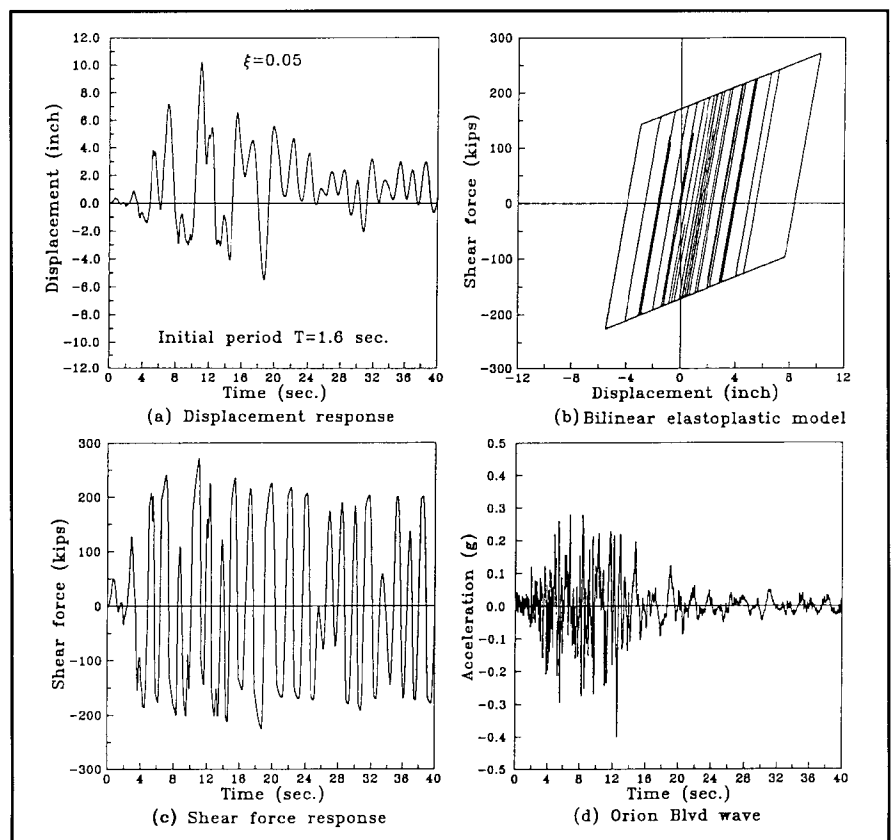 12.0
10.0
8.0
6.0
4.0
2.0
0.0
-2.0
-4.0
-6.0
-8.0
-10.0
-12.0
Displacement (inch)
ξ=0.05
Initial period T=1.6 sec.
0 4 8 12 16 20 24 28 32 36 40
Time (sec.)
(a) Displacement response
300
200
100
0
-100
-200
-300
Shear force (kips)
-12 -8 -4 0 4 8 12
Displacement (inch)
(b) Bilinear elastoplastic model
300
200
100
0
-100
-200
-300
Shear force (kips)
0 4 8 12 16 20 24 28 32 36 40
Time (sec.)
(c) Shear force response
0.5
0.4
0.3
0.2
0.1
0.0
-0.1
-0.2
-0.3
-0.4
-0.5
Acceleration (g)
0 4 8 12 16 20 24 28 32 36 40
Time (sec.)
(d) Orion Blvd wave